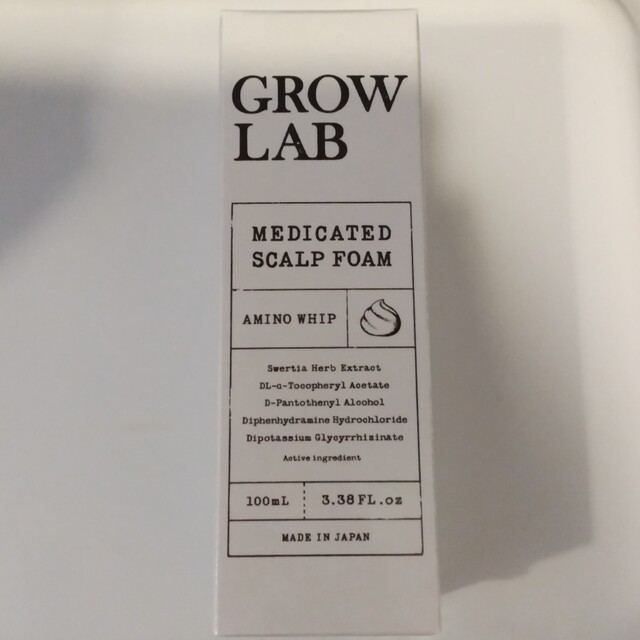 GROW
LAB
MEDICATED
SCALP FOAM
AMINO WHIP
Swertia Herb Extract
DL-α-Tocopheryl Acetate
D-Pantothenyl Alcohol
Diphenhydramine Hydrochloride
Dipotassium Glycyrrhizinate
Active ingredient
100mL 3.38FL.oz
MADE IN JAPAN